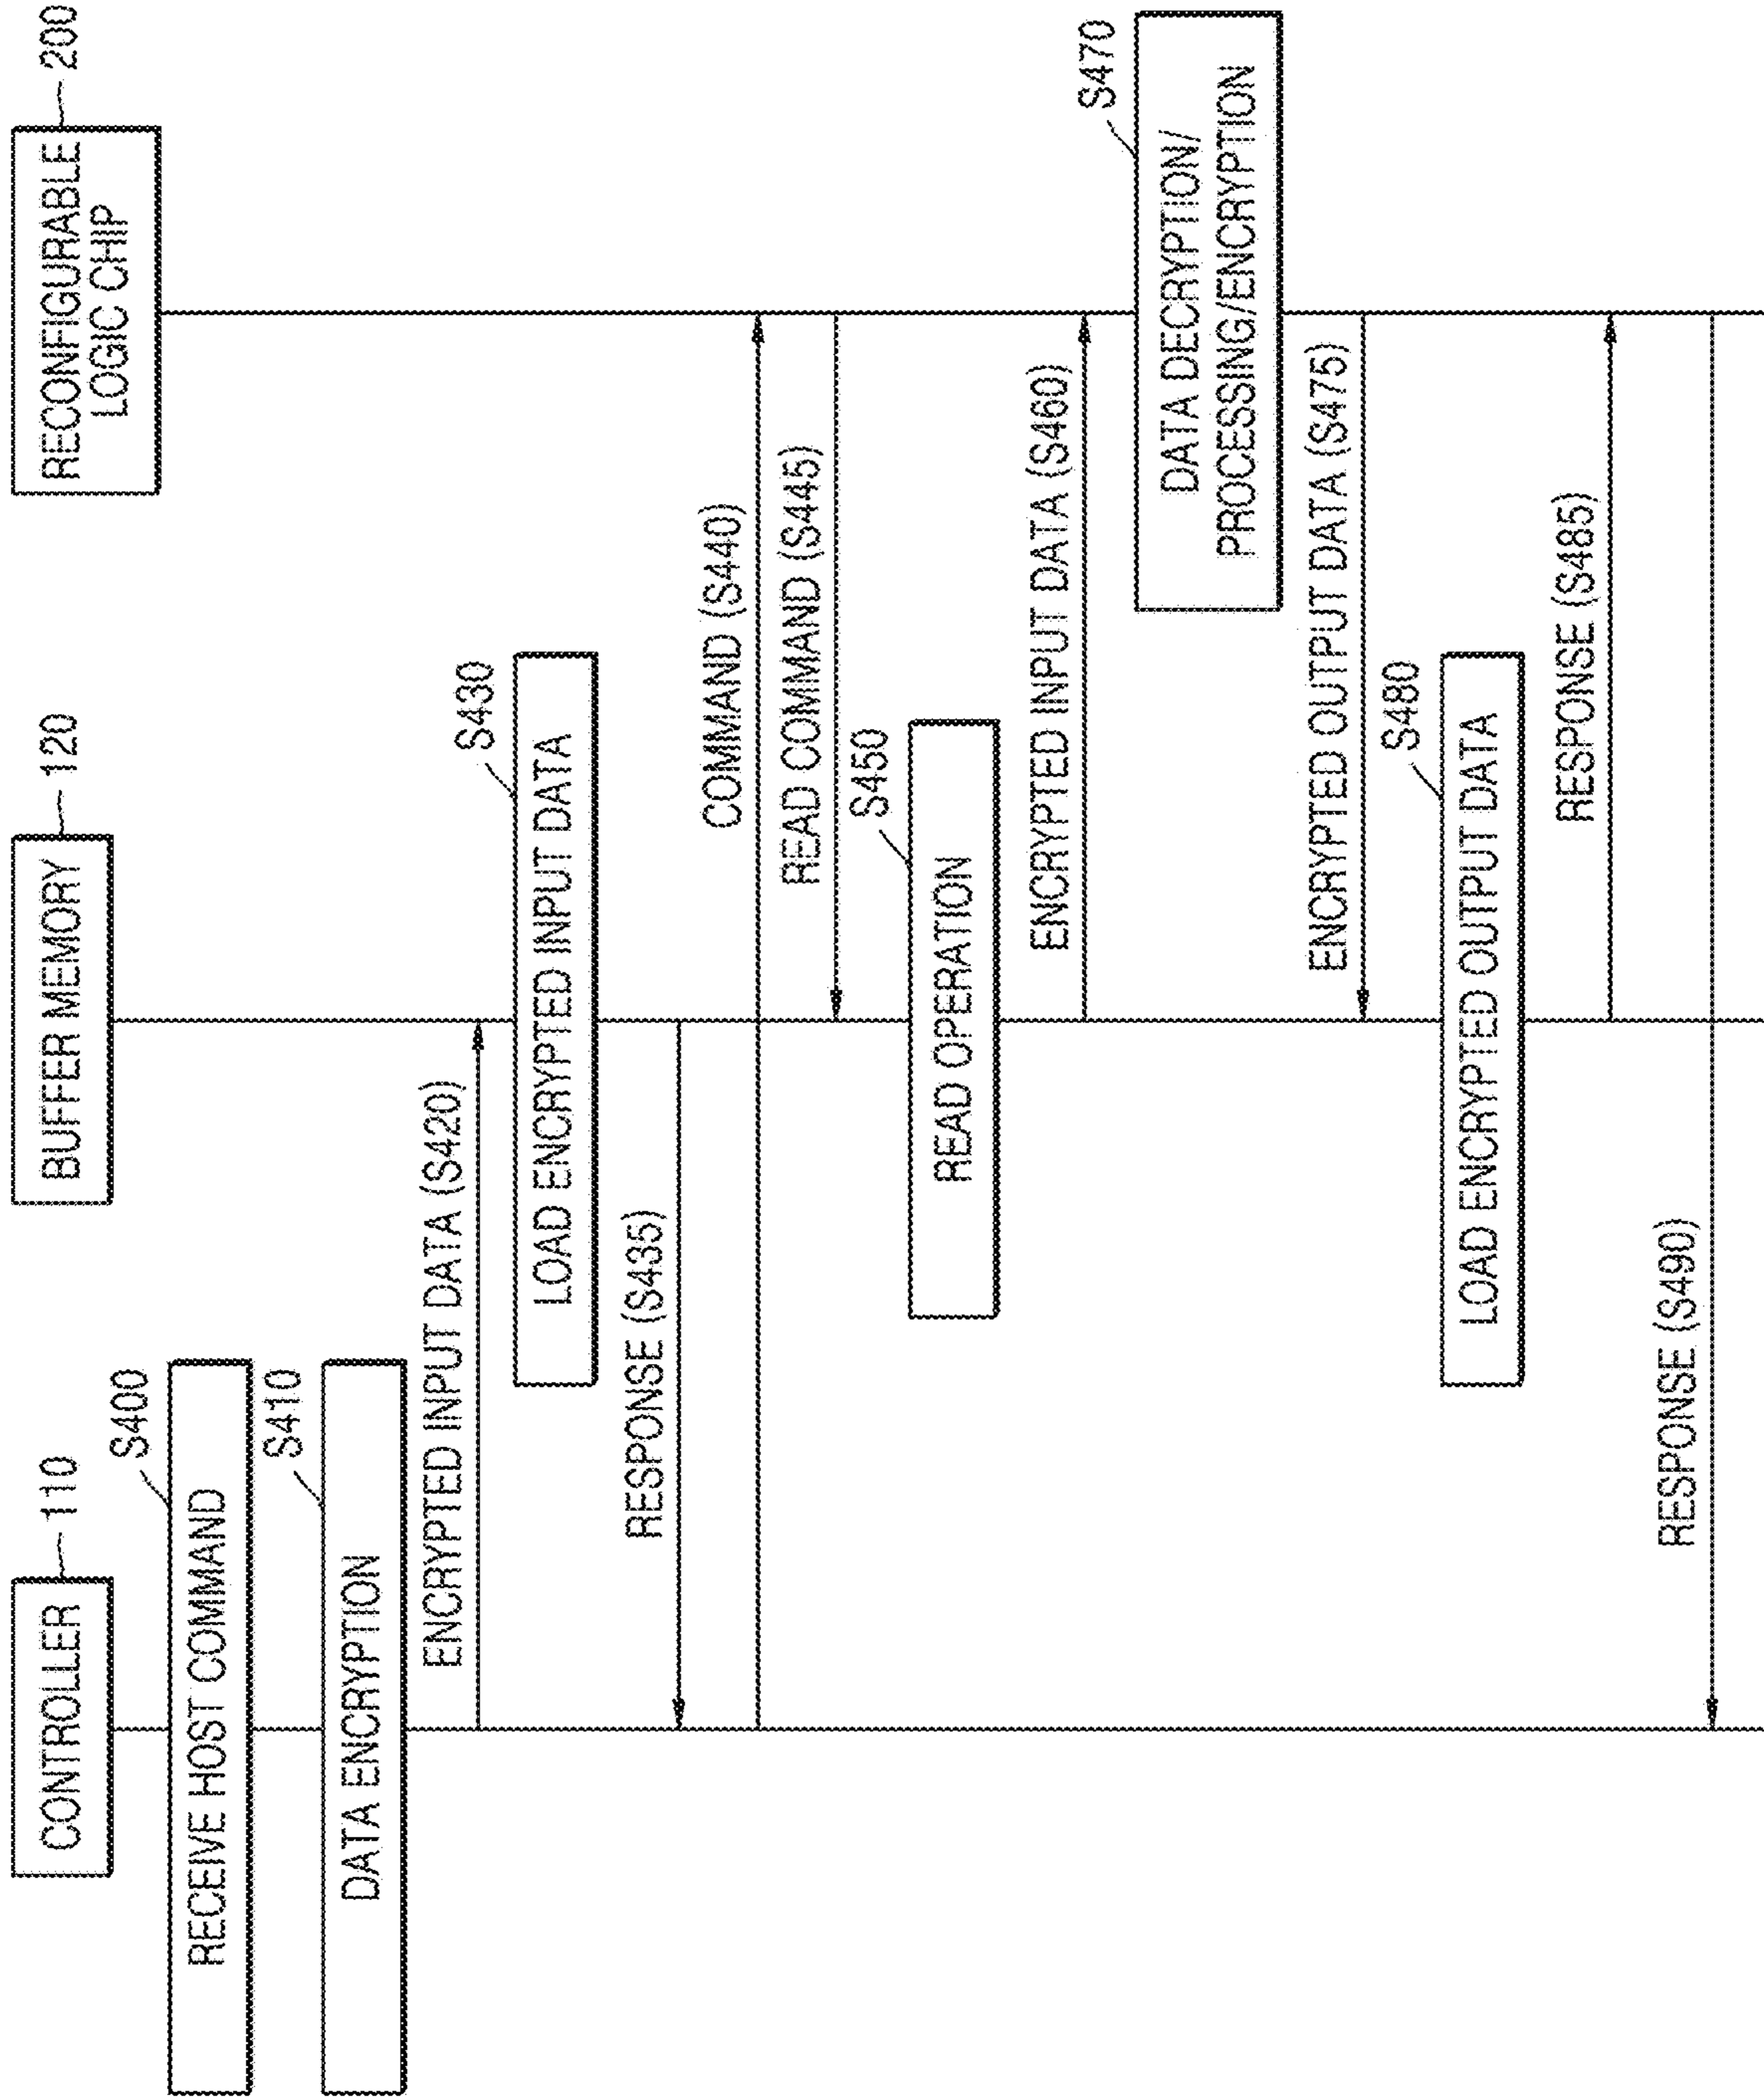 CONTROLLER
110
BUFFER MEMORY
120
RECONFIGURABLE
LOGIC CHIP
200
S400
RECEIVE HOST COMMAND
S410
DATA ENCRYPTION
ENCRYPTED INPUT DATA (S420)
S430
LOAD ENCRYPTED INPUT DATA
RESPONSE (S435)
COMMAND (S440)
READ COMMAND (S445)
S450
READ OPERATION
ENCRYPTED INPUT DATA (S460)
S470
DATA DECRYPTION/
PROCESSING/ENCRYPTION
ENCRYPTED OUTPUT DATA (S475)
S480
LOAD ENCRYPTED OUTPUT DATA
RESPONSE (S485)
RESPONSE (S490)